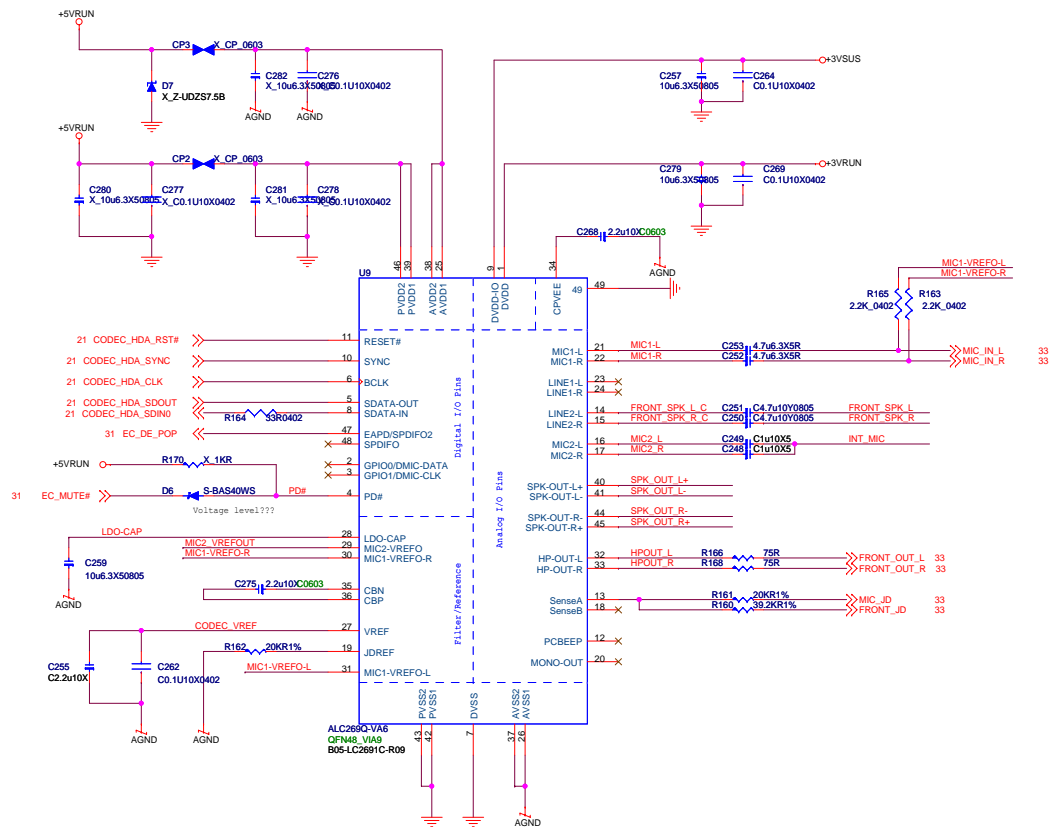 +5VRUN
CP3 X_CP_0603
D7
X_Z-UDZS7.5B
C282
X_10u6.3X50805
C276
X_C0.1U10X0402
AGND
AGND
+5VRUN
CP2 X_CP_0603
C280
X_10u6.3X50805
C277
X_C0.1U10X0402
C281
X_10u6.3X50805
C278
X_C0.1U10X0402
+3VSUS
C257
10u6.3X50805
C264
C0.1U10X0402
+3VRUN
C279
10u6.3X50805
C269
C0.1U10X0402
C268 2.2u10X C0603
AGND
U9
46 39 38 25 9 1 34
PVDD2
PVDD1
AVDD2
AVDD1
DVDD-IO
DVDD
CPVEE
49 49
MIC1-VREFO-L
MIC1-VREFO-R
R165
2.2K_0402
R163
2.2K_0402
21 CODEC_HDA_RST# 11 RESET#
21 CODEC_HDA_SYNC 10 SYNC
21 CODEC_HDA_CLK 6 BCLK
21 CODEC_HDA_SDOUT 5 SDATA-OUT
21 CODEC_HDA_SDIN0 R164 33R0402 8 SDATA-IN
31 EC_DE_POP 47 EAPD/SPDIFO2
48 SPDIFO
+5VRUN R170 X_1KR
2 GPIO0/DMIC-DATA
3 GPIO1/DMIC-CLK
31 EC_MUTE# D6 S-BAS40WS PD# 4 PD#
Voltage level???
Digital I/O Pins
Analog I/O Pins
Filter/Reference
MIC1-L 21 MIC1-L C253 4.7u6.3X5R MIC_IN_L 33
MIC1-R 22 MIC1-R C252 4.7u6.3X5R MIC_IN_R 33
LINE1-L 23
LINE1-R 24
LINE2-L 14 FRONT_SPK_L_C C251 C4.7u10Y0805 FRONT_SPK_L
LINE2-R 15 FRONT_SPK_R_C C250 C4.7u10Y0805 FRONT_SPK_R
MIC2-L 16 MIC2_L C249 C1u10X5 INT_MIC
MIC2-R 17 MIC2_R C248 C1u10X5
SPK-OUT-L+ 40 SPK_OUT_L+
SPK-OUT-L- 41 SPK_OUT_L-
SPK-OUT-R- 44 SPK_OUT_R-
SPK-OUT-R+ 45 SPK_OUT_R+
HP-OUT-L 32 HPOUT_L R166 75R FRONT_OUT_L 33
HP-OUT-R 33 HPOUT_R R168 75R FRONT_OUT_R 33
SenseA 13 R161 20KR1% MIC_JD 33
SenseB 18 R160 39.2KR1% FRONT_JD 33
PCBEEP 12
MONO-OUT 20
LDO-CAP 28 LDO-CAP
MIC2_VREFOUT 29 MIC2-VREFO
MIC1-VREFO-R 30 MIC1-VREFO-R
C259
10u6.3X50805
AGND
C275 2.2u10X C0603 35 CBN
36 CBP
CODEC_VREF 27 VREF
R162 20KR1% 19 JDREF
MIC1-VREFO-L 31 MIC1-VREFO-L
C255
C2.2u10X
C262
C0.1U10X0402
AGND
AGND
PVSS2
PVSS1
DVSS
AVSS2
AVSS1
43 42 7 37 26
ALC269Q-VA6
QFN48_VIA9
B05-LC2691C-R09
AGND